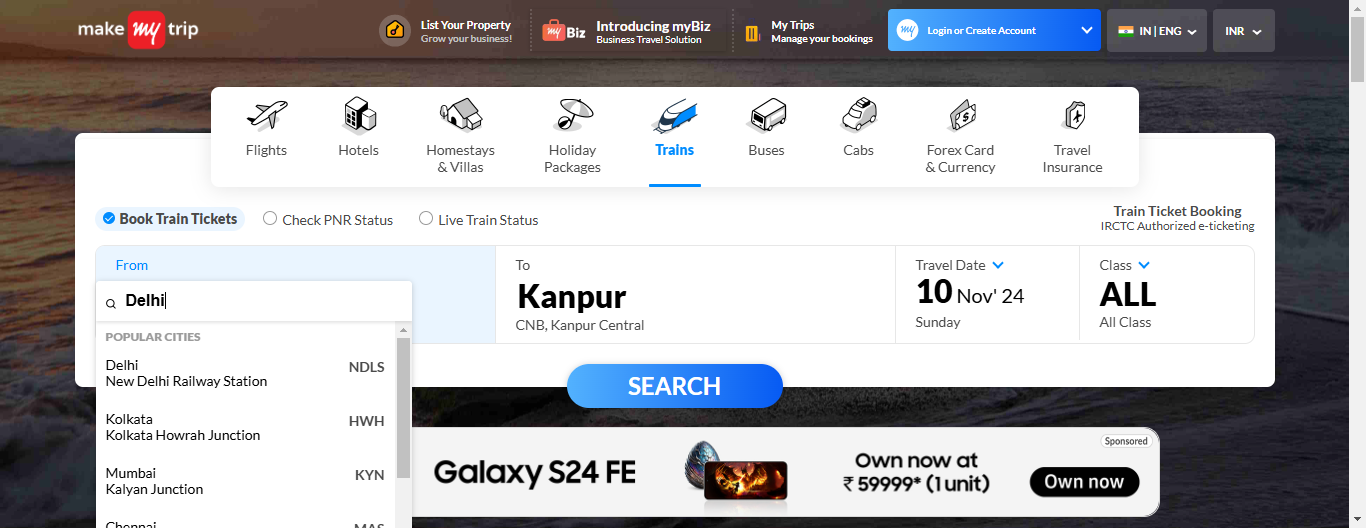 make my trip
List Your Property
Grow your business!
my Biz
Introducing myBiz
Business Travel Solution
My Trips
Manage your bookings
my
Login or Create Account
IN | ENG
INR
Flights
Hotels
Homestays
& Villas
Holiday
Packages
Trains
Buses
Cabs
Forex Card
& Currency
Travel
Insurance
Book Train Tickets
Check PNR Status
Live Train Status
Train Ticket Booking
IRCTC Authorized e-ticketing
From
Delhi
To
Kanpur
CNB, Kanpur Central
Travel Date
10 Nov' 24
Sunday
Class
ALL
All Class
POPULAR CITIES
Delhi
New Delhi Railway Station
NDLS
Kolkata
Kolkata Howrah Junction
HWH
Mumbai
Kalyan Junction
KYN
Chennai
MAS
SEARCH
Sponsored
Galaxy S24 FE
Own now at
₹ 59999* (1 unit)
Own now